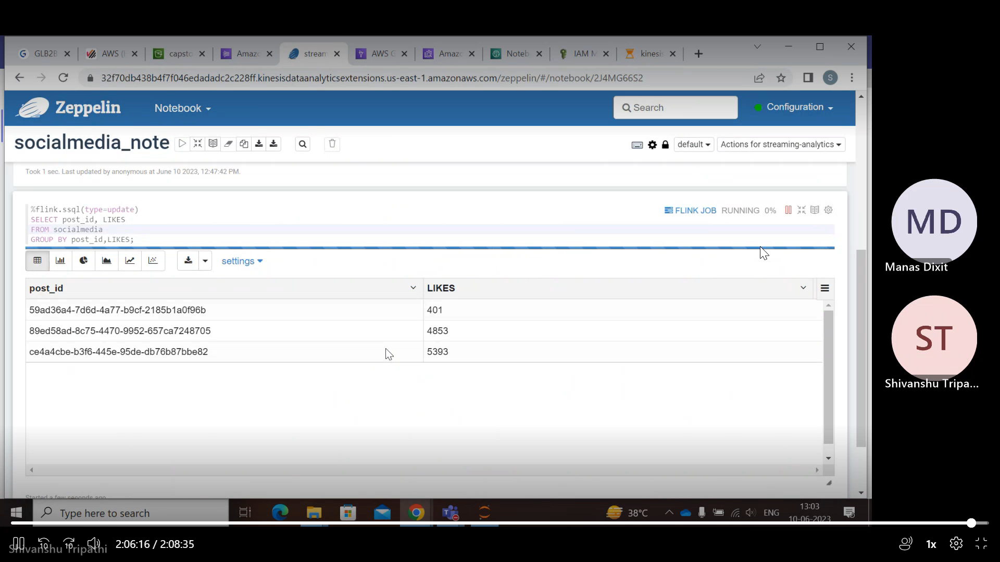 GLB2B
AWS (
capsto
Amazo
stream
AWS G
Amazo
Noteb
IAM M
kinesis
32f70db438b4f7f046edadadc2c228ff.kinesisdataanalyticsextensions.us-east-1.amazonaws.com/zeppelin/#/notebook/2J4MG66S2
S
Zeppelin
Notebook
Search
Configuration
socialmedia_note
default
Actions for streaming-analytics
Took 1 sec. Last updated by anonymous at June 10 2023, 12:47:42 PM.
%flink.ssql(type=update)
FLINK JOB RUNNING 0%
SELECT post_id, LIKES
FROM socialmedia
GROUP BY post_id,LIKES;
settings
post_id LIKES
59ad36a4-7d6d-4a77-b9cf-2185b1a0f96b 401
89ed58ad-8c75-4470-9952-657ca7248705 4853
ce4a4cbe-b3f6-445e-95de-db76b87bbe82 5393
Started a few seconds ago
MD
Manas Dixit
ST
Shivanshu Tripa...
Type here to search
38°C
ENG
13:03
10-06-2023
10
10
2:06:16 / 2:08:35
Shivanshu Tripathi
1x